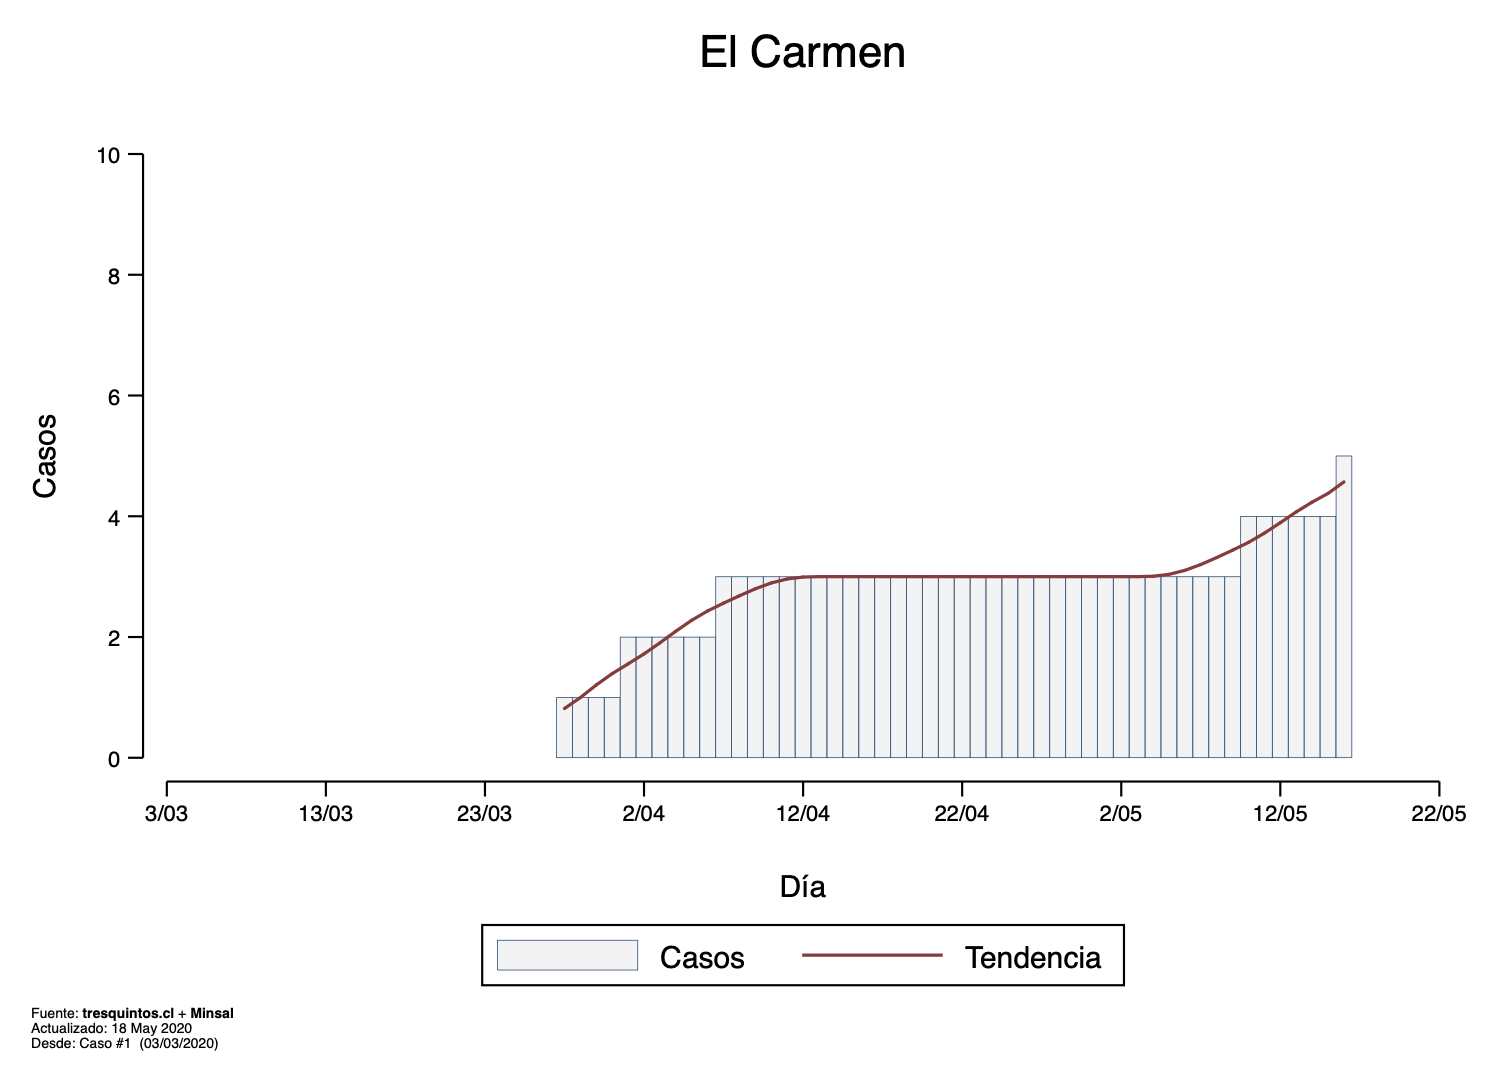 El Carmen
10
8
6
4
2
0
Casos
3/03 13/03 23/03 2/04 12/04 22/04 2/05 12/05 22/05
Día
Casos Tendencia
Fuente: tresquintos.cl + Minsal
Actualizado: 18 May 2020
Desde: Caso #1 (03/03/2020)